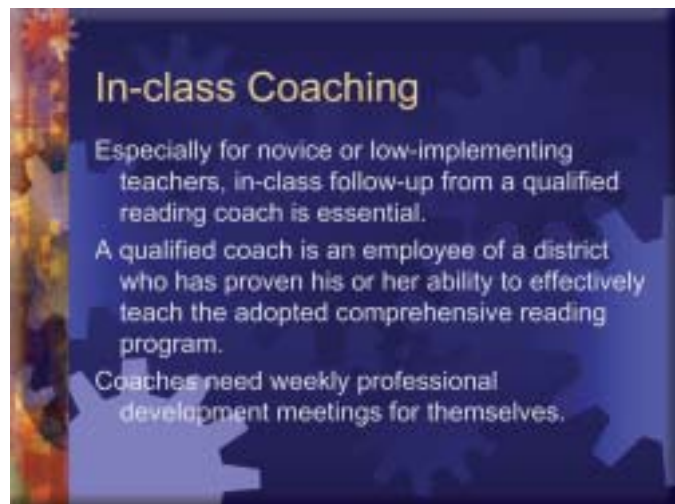 In-class Coaching
Especially for novice or low-implementing
teachers, in-class follow-up from a qualified
reading coach is essential.
A qualified coach is an employee of a district
who has proven his or her ability to effectively
teach the adopted comprehensive reading
program.
Coaches need weekly professional
development meetings for themselves.